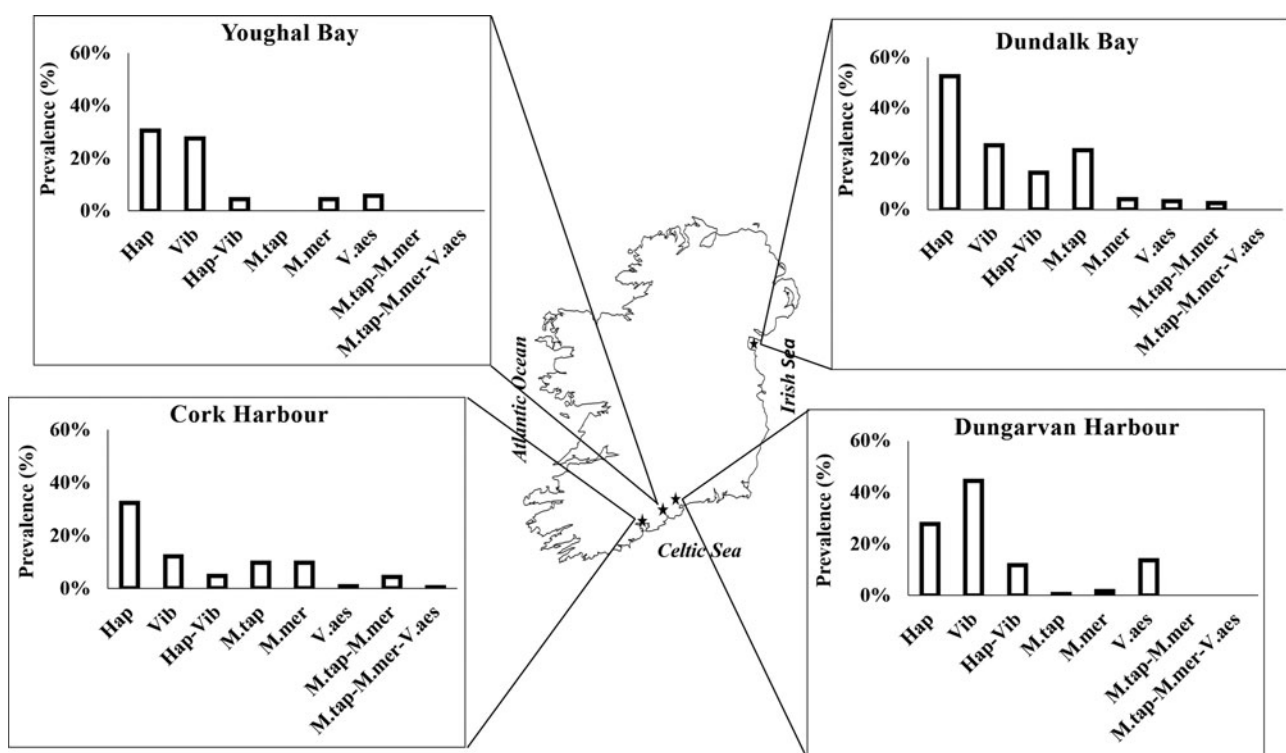 Youghal Bay
Prevalence (%)
60%
40%
20%
0%
Hap
Vib
Hap-Vib
M.tap
M.mer
V.aes
M.tap-M.mer
M.tap-M.mer-V.aes
Dundalk Bay
Prevalence (%)
60%
40%
20%
0%
Hap
Vib
Hap-Vib
M.tap
M.mer
V.aes
M.tap-M.mer
M.tap-M.mer-V.aes
Atlantic Ocean
Irish Sea
Celtic Sea
Cork Harbour
Prevalence (%)
60%
40%
20%
0%
Hap
Vib
Hap-Vib
M.tap
M.mer
V.aes
M.tap-M.mer
M.tap-M.mer-V.aes
Dungarvan Harbour
Prevalence (%)
60%
40%
20%
0%
Hap
Vib
Hap-Vib
M.tap
M.mer
V.aes
M.tap-M.mer
M.tap-M.mer-V.aes